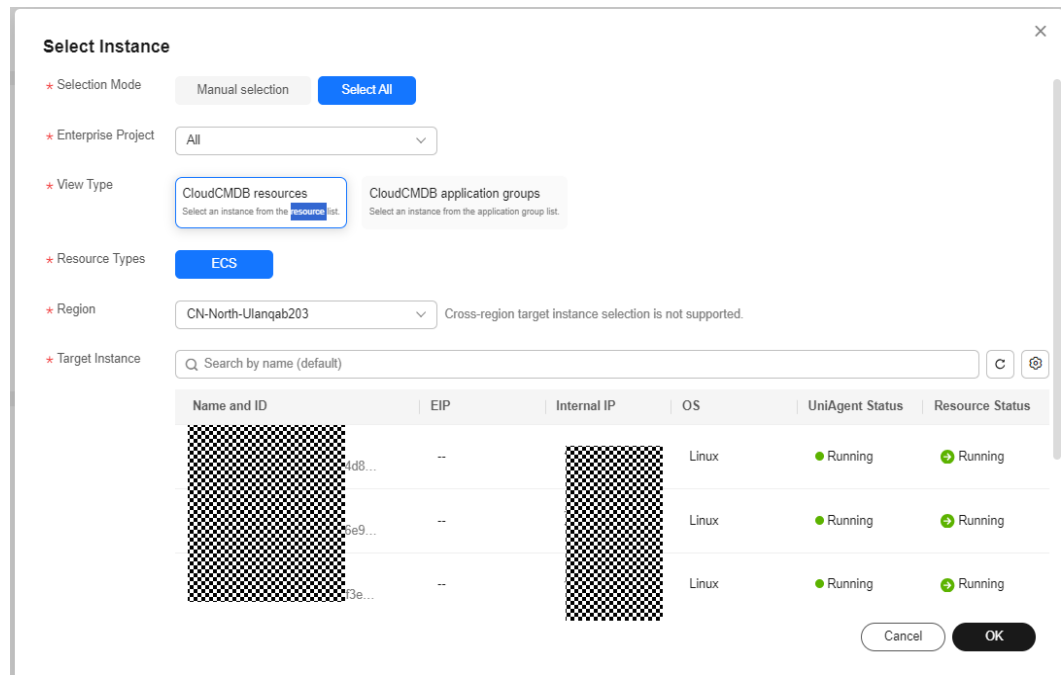 Select Instance
* Selection Mode Manual selection Select All
* Enterprise Project All
* View Type CloudCMDB resources CloudCMDB application groups
Select an instance from the resource list. Select an instance from the application group list.
* Resource Types ECS
* Region CN-North-Ulanqab203 Cross-region target instance selection is not supported.
* Target Instance Search by name (default)
Name and ID EIP Internal IP OS UniAgent Status Resource Status
4d8... -- Linux Running Running
5e9... -- Linux Running Running
f3e... -- Linux Running Running
Cancel OK